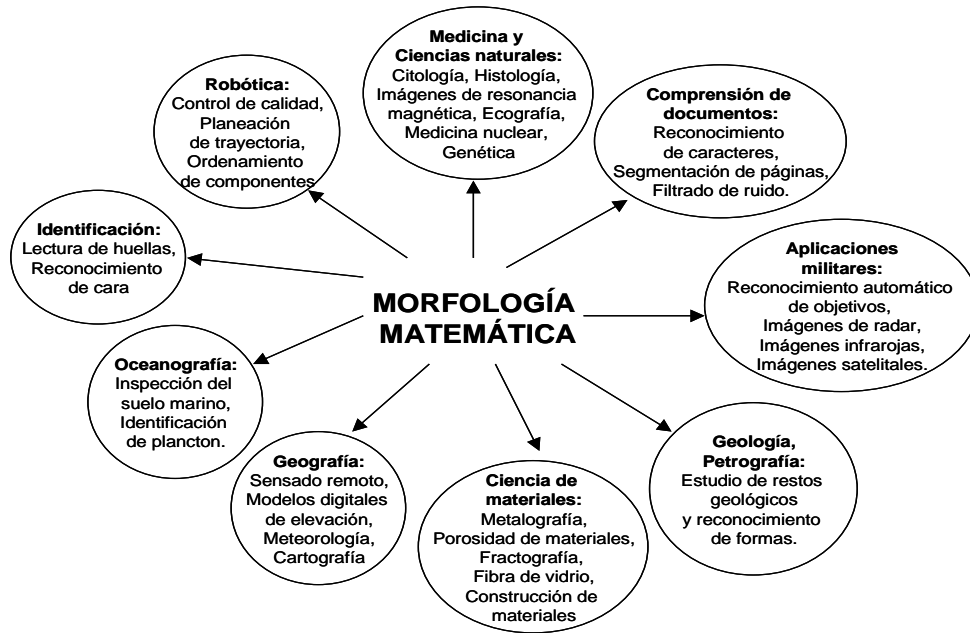 Medicina y
Ciencias naturales:
Citología, Histología,
Imágenes de resonancia
magnética, Ecografía,
Medicina nuclear,
Genética
Robótica:
Control de calidad,
Planeación
de trayectoria,
Ordenamiento
de componentes
Comprensión de
documentos:
Reconocimiento
de caracteres,
Segmentación de páginas,
Filtrado de ruido.
Identificación:
Lectura de huellas,
Reconocimiento
de cara
MORFOLOGÍA
MATEMÁTICA
Aplicaciones
militares:
Reconocimiento automático
de objetivos,
Imágenes de radar,
Imágenes infrarojas,
Imágenes satelitales.
Oceanografía:
Inspección del
suelo marino,
Identificación
de plancton.
Geografía:
Sensado remoto,
Modelos digitales
de elevación,
Meteorología,
Cartografía
Ciencia de
materiales:
Metalografía,
Porosidad de materiales,
Fractografía,
Fibra de vidrio,
Construcción de
materiales
Geología,
Petrografía:
Estudio de restos
geológicos
y reconocimiento
de formas.